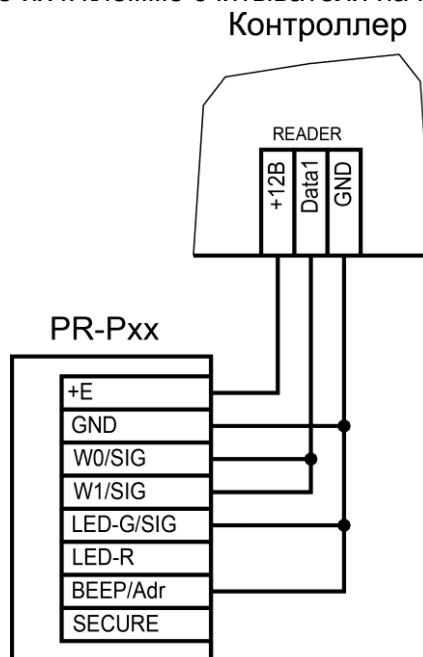 Контроллер
READER
+12В
Data1
GND
PR-Pxx
+E
GND
W0/SIG
W1/SIG
LED-G/SIG
LED-R
BEEP/Adr
SECURE